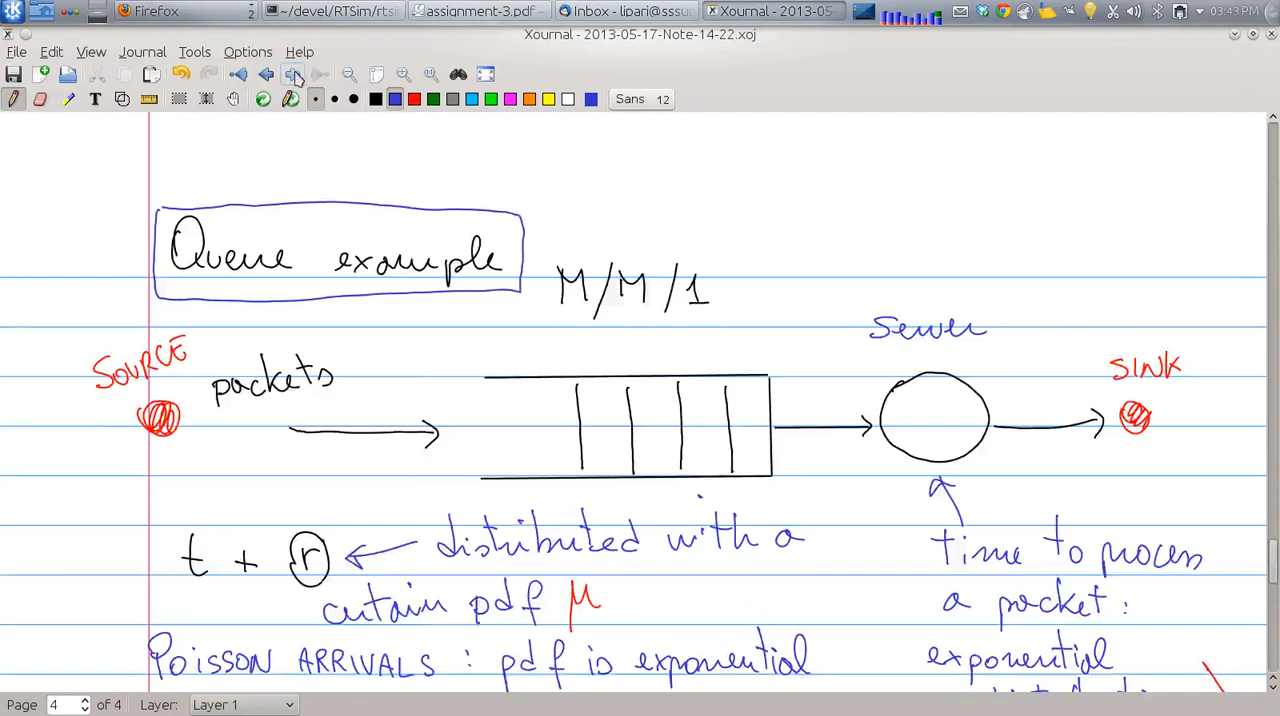 Firefox
~/devel/RTSim/rtsi
assignment-3.pdf –
Inbox - lipari@sssu
Xournal - 2013-05-
03:43 PM
Xournal - 2013-05-17-Note-14-22.xoj
File Edit View Journal Tools Options Help
Sans 12
Queue example
M/M/1
Server
SOURCE
packets
SINK
t + r
distributed with a
certain pdf μ
time to process
a packet:
POISSON ARRIVALS : pdf is exponential
exponential
Page 4 of 4 Layer: Layer 1